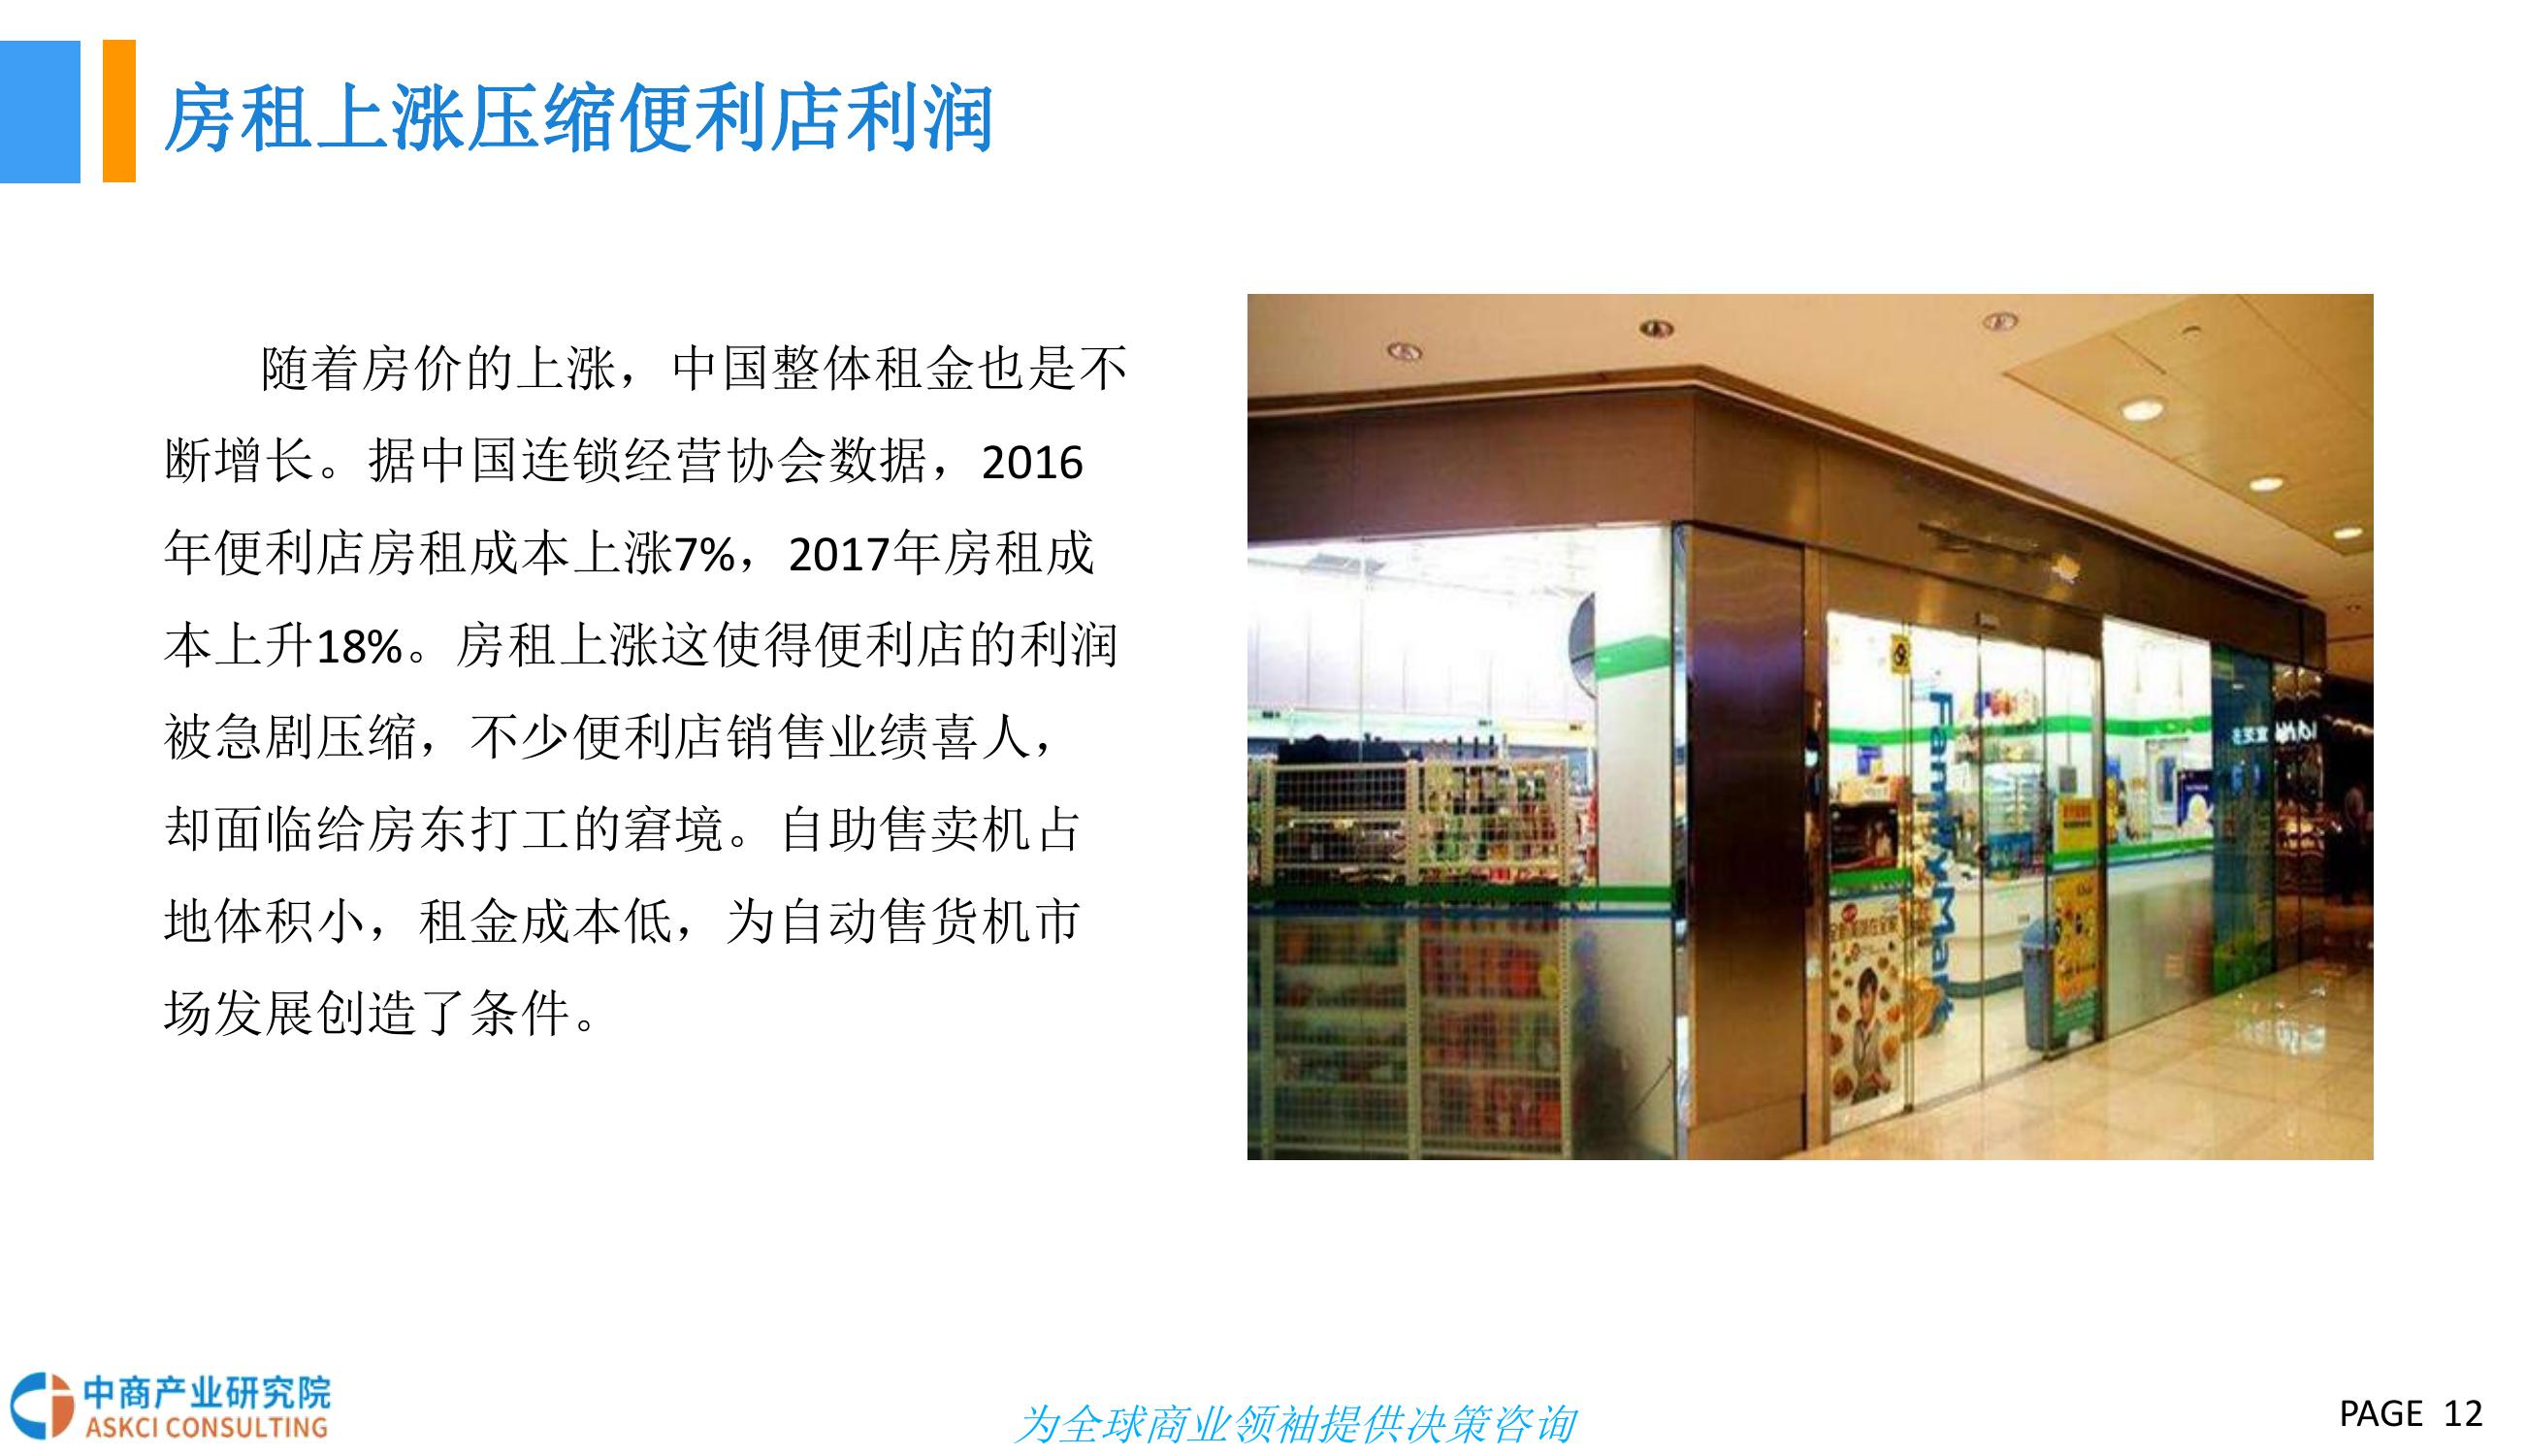 房租上涨压缩便利店利润
随着房价的上涨，中国整体租金也是不
断增长。据中国连锁经营协会数据，2016
年便利店房租成本上涨7%，2017年房租成
本上升18%。房租上涨这使得便利店的利润
被急剧压缩，不少便利店销售业绩喜人，
却面临给房东打工的窘境。自助售卖机占
地体积小，租金成本低，为自动售货机市
场发展创造了条件。
FamilyMart
中商产业研究院
ASKCI CONSULTING
为全球商业领袖提供决策咨询
PAGE 12